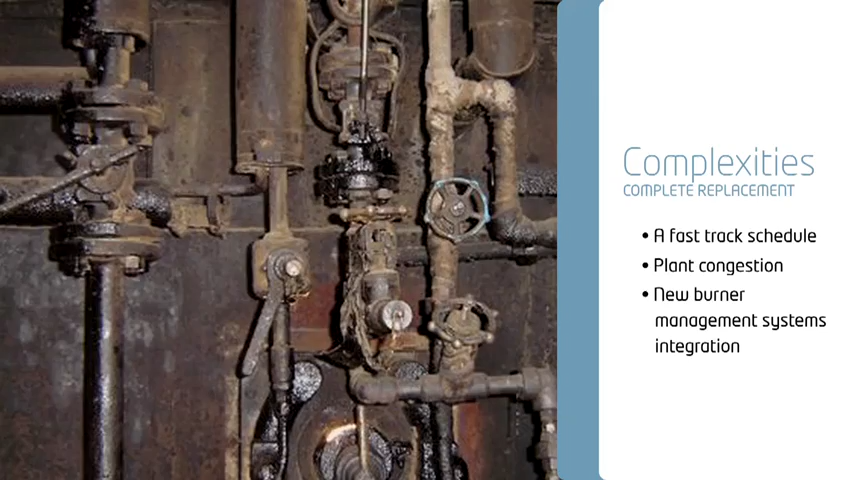 Complexities
COMPLETE REPLACEMENT
• A fast track schedule
• Plant congestion
• New burner
management systems
integration